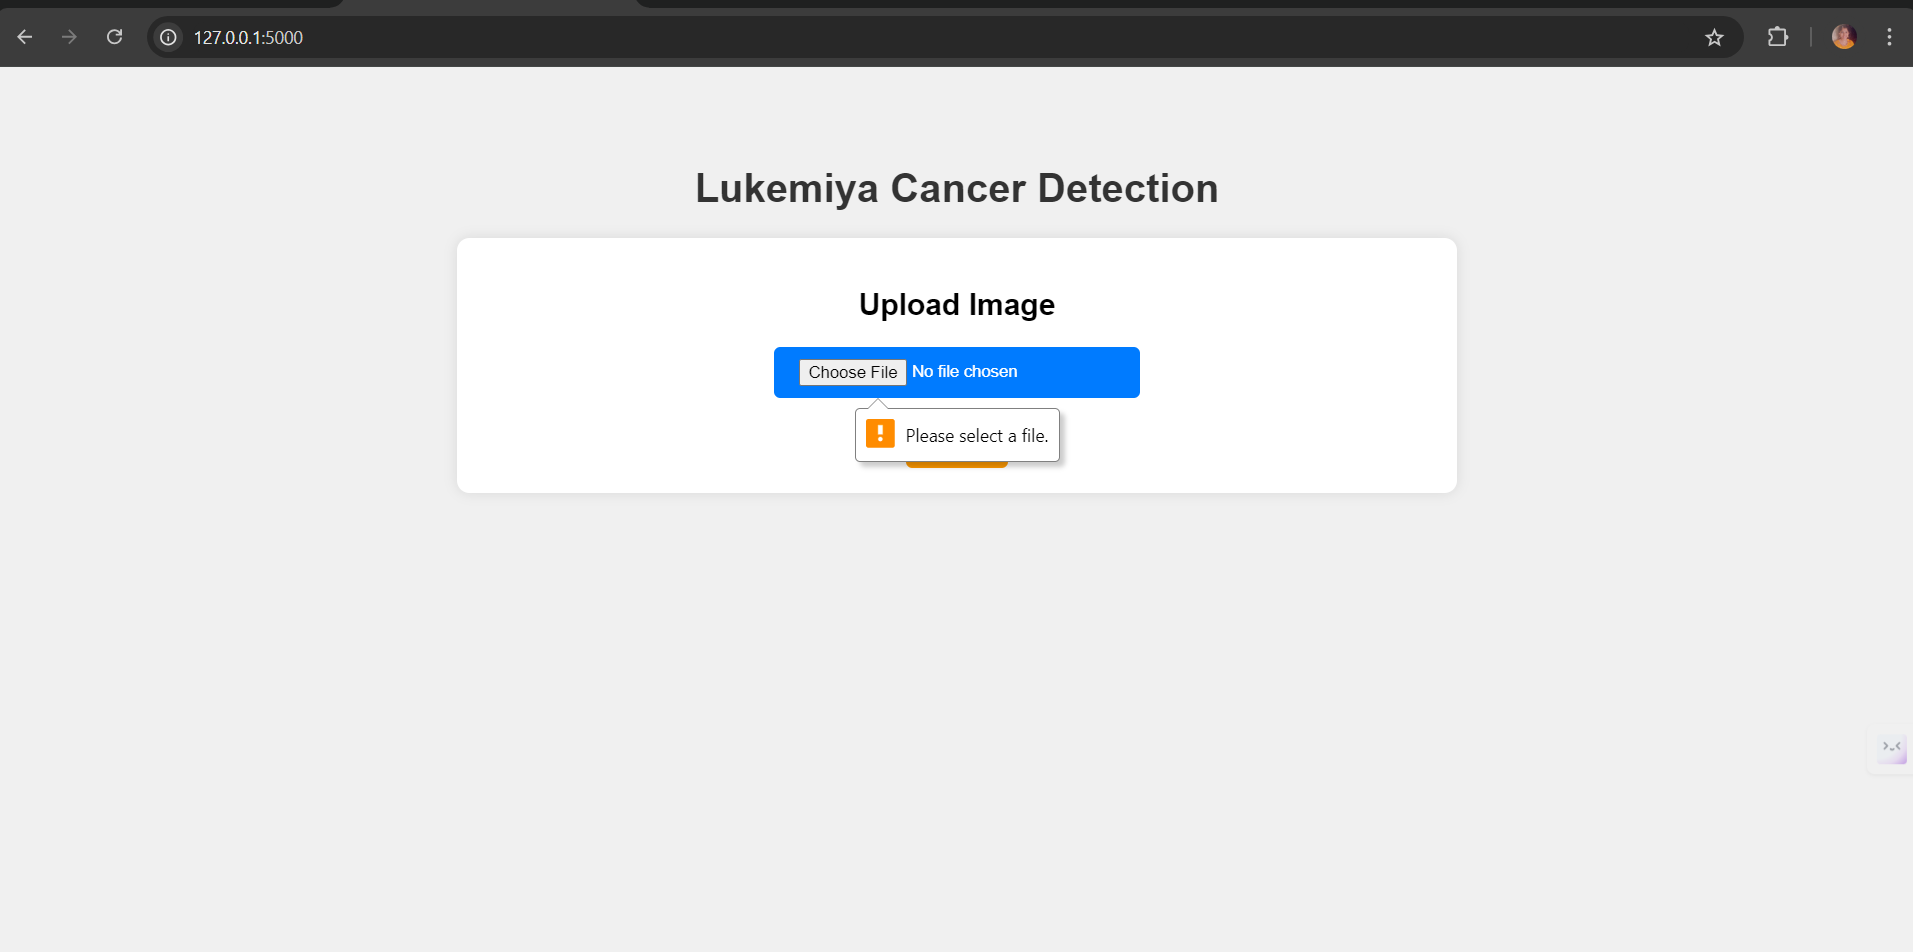 127.0.0.1:5000
Lukemiya Cancer Detection
Upload Image
Choose File No file chosen
Please select a file.